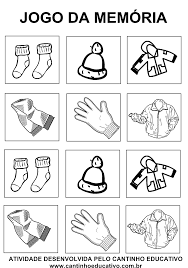 JOGO DA MEMÓRIA
ATIVIDADE DESENVOLVIDA PELO CANTINHO EDUCATIVO
www.cantinhoeducativo.com.br